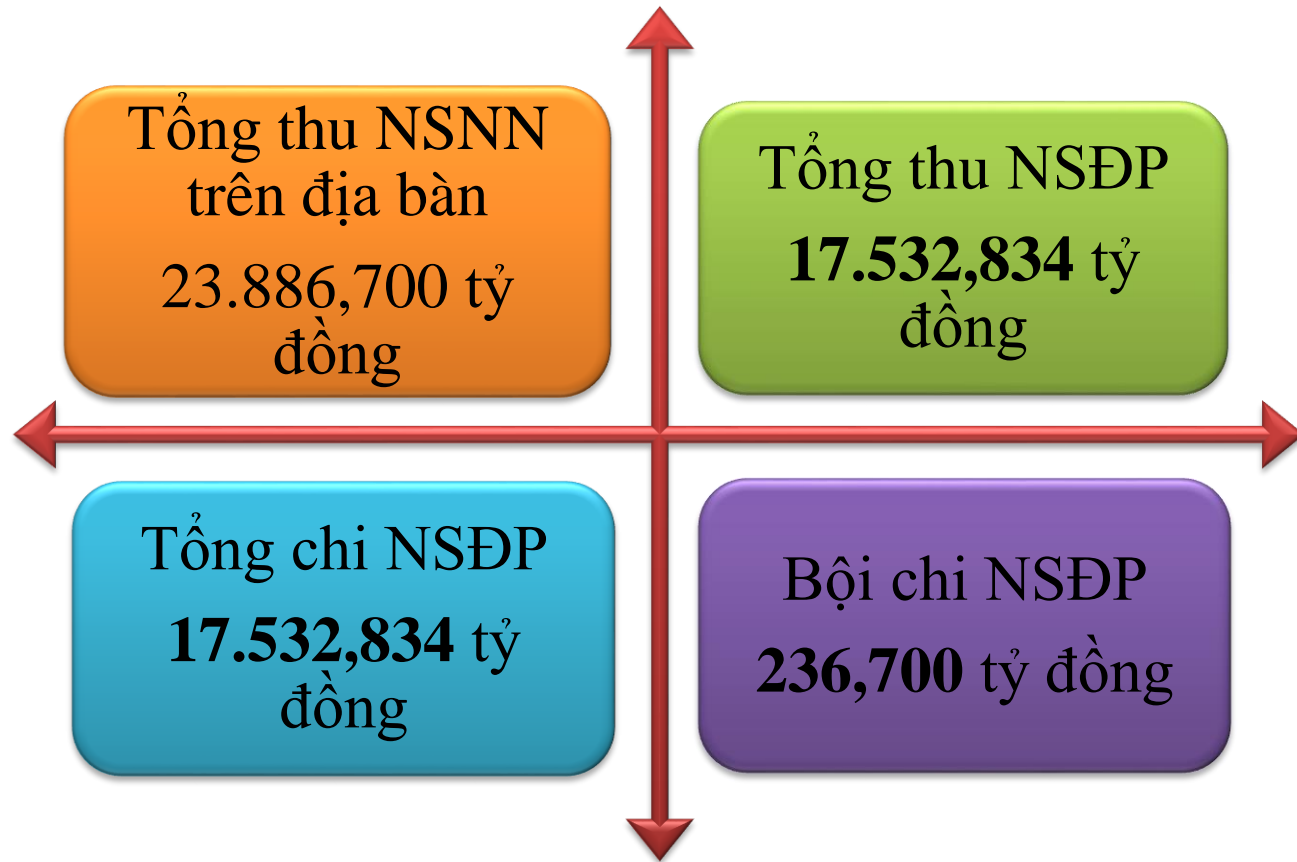 Tổng thu NSNN
trên địa bàn
23.886,700 tỷ
đồng
Tổng thu NSĐP
17.532,834 tỷ
đồng
Tổng chi NSĐP
17.532,834 tỷ
đồng
Bội chi NSĐP
236,700 tỷ đồng